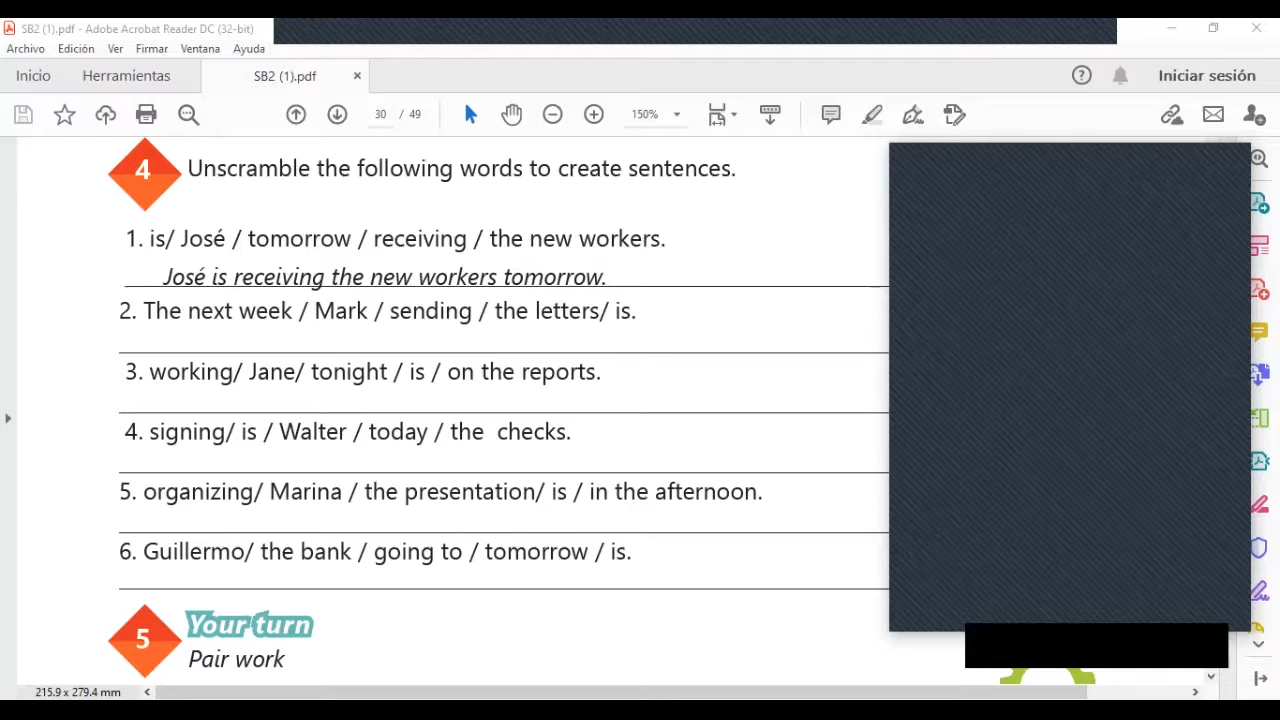 SB2 (1).pdf - Adobe Acrobat Reader DC (32-bit)
Archivo Edición Ver Firmar Ventana Ayuda
Inicio Herramientas SB2 (1).pdf × Iniciar sesión
30 / 49 150%
4 Unscramble the following words to create sentences.
1. is/ José / tomorrow / receiving / the new workers.
José is receiving the new workers tomorrow.
2. The next week / Mark / sending / the letters/ is.
3. working/ Jane/ tonight / is / on the reports.
4. signing/ is / Walter / today / the checks.
5. organizing/ Marina / the presentation/ is / in the afternoon.
6. Guillermo/ the bank / going to / tomorrow / is.
5 Your turn
Pair work
215.9 x 279.4 mm